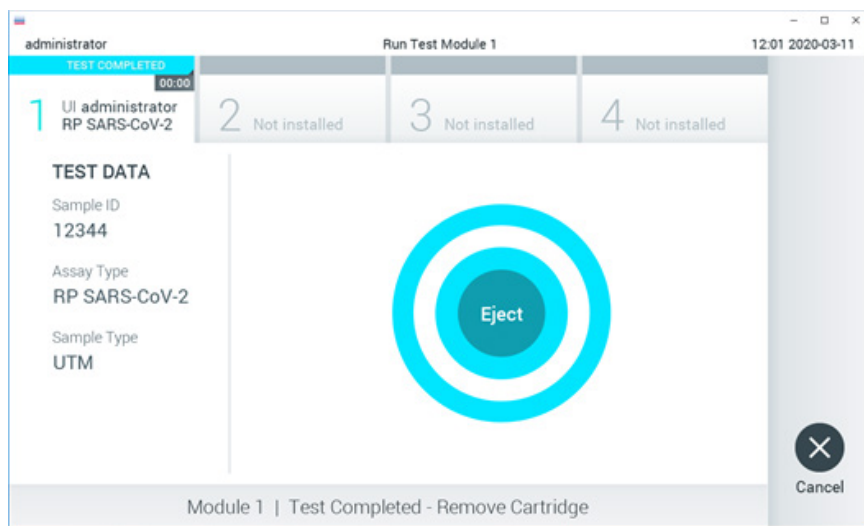 administrator
Run Test Module 1
12:01 2020-03-11
TEST COMPLETED
00:00
1
UI administrator
RP SARS-CoV-2
2 Not installed
3 Not installed
4 Not installed
TEST DATA
Sample ID
12344
Assay Type
RP SARS-CoV-2
Sample Type
UTM
Eject
Cancel
Module 1 | Test Completed - Remove Cartridge